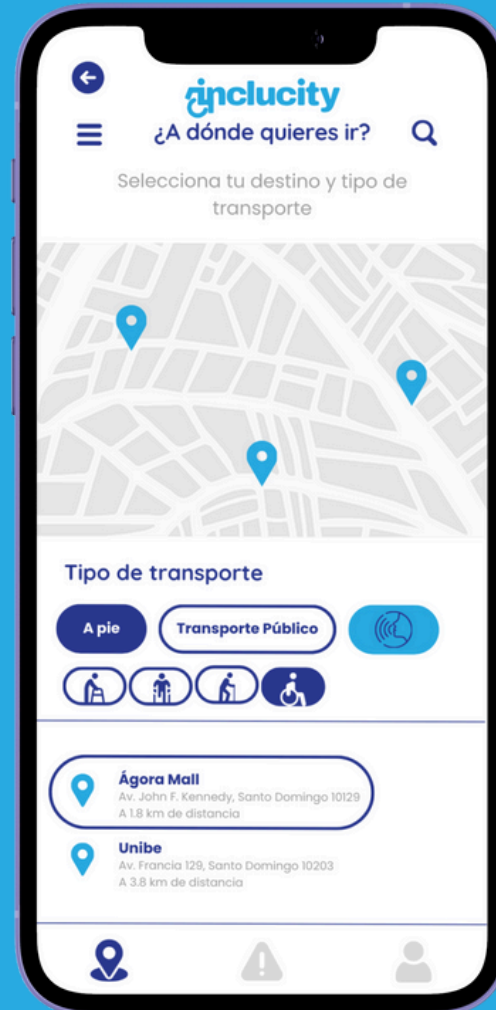 inclucity
¿A dónde quieres ir?
Selecciona tu destino y tipo de
transporte
Tipo de transporte
A pie
Transporte Público
Ágora Mall
Av. John F. Kennedy, Santo Domingo 10129
A 1.8 km de distancia
Unibe
Av. Francia 129, Santo Domingo 10203
A 3.8 km de distancia